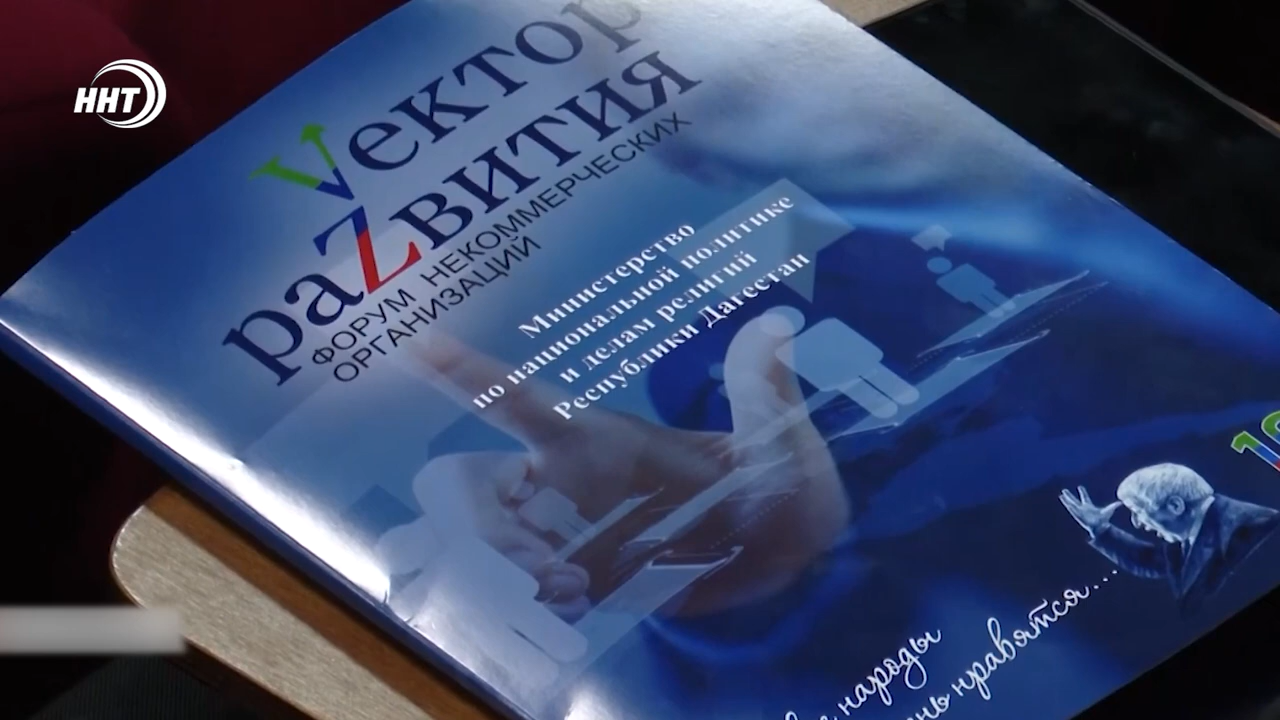 ННТ
Vектор
раZвития
ФОРУМ НЕКОММЕРЧЕСКИХ
ОРГАНИЗАЦИЙ
Министерство
по национальной политике
и делам религий
Республики Дагестан
народы
нравятся...